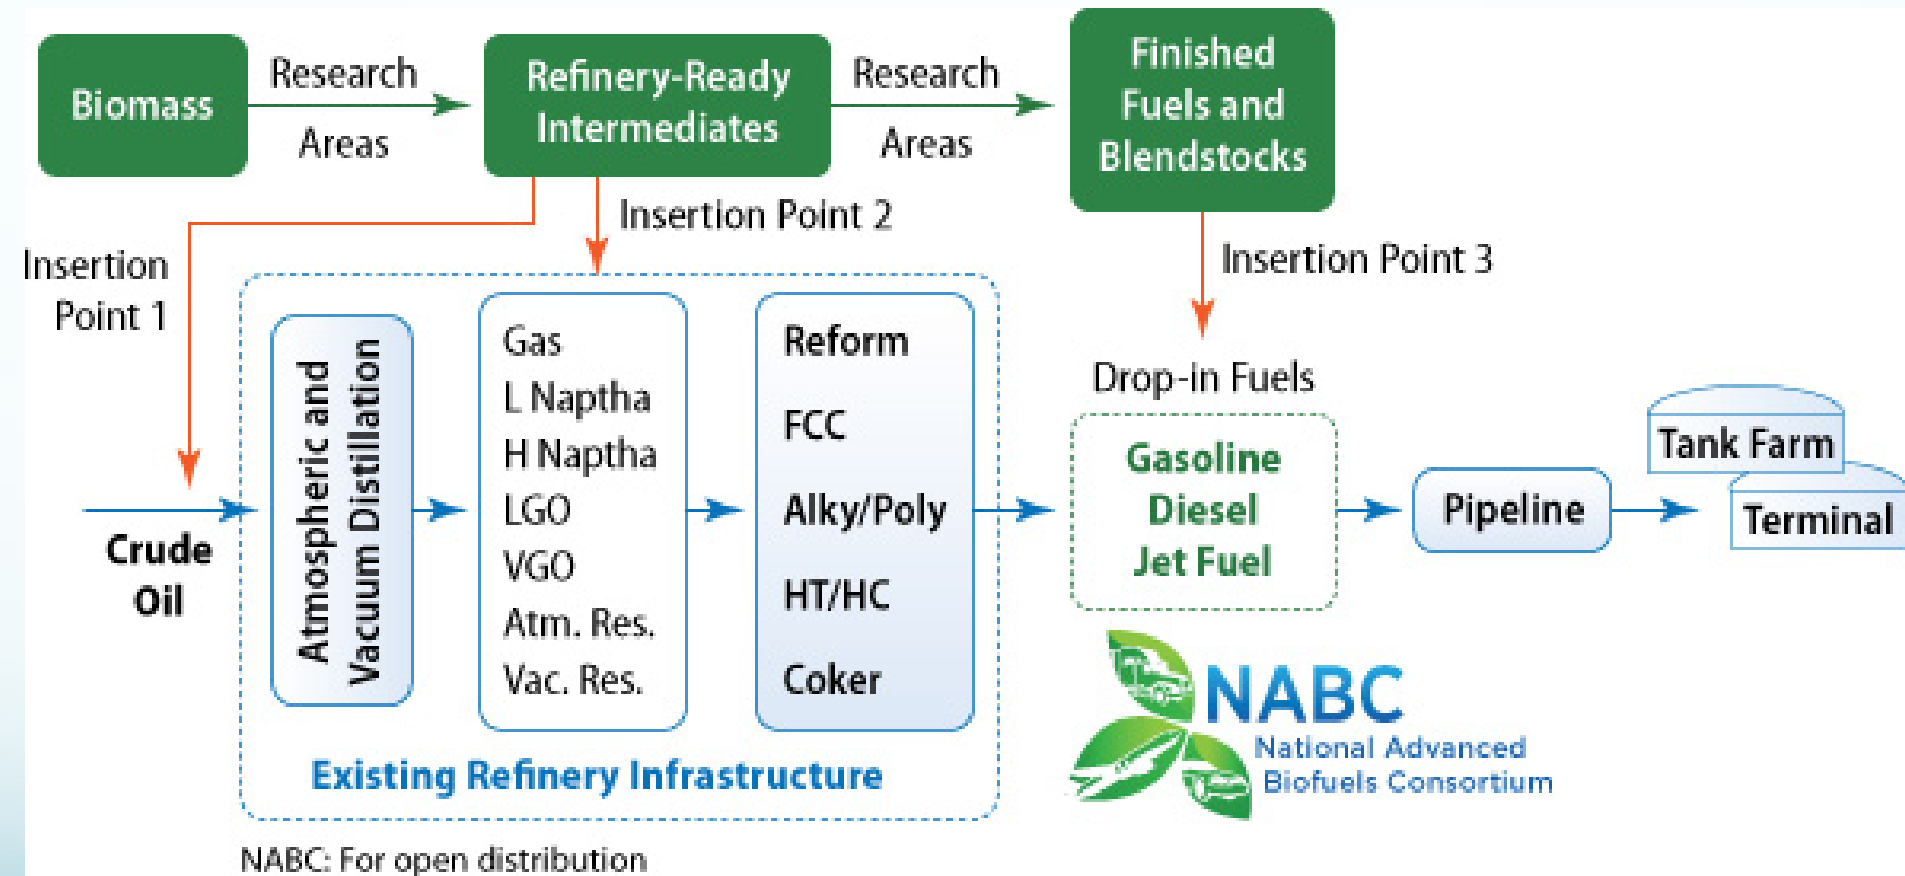 Biomass
Research
Areas
Refinery-Ready
Intermediates
Research
Areas
Finished
Fuels and
Blendstocks
Insertion
Point 1
Insertion Point 2
Insertion Point 3
Crude
Oil
Atmospheric and
Vacuum Distillation
Gas
L Naptha
H Naptha
LGO
VGO
Atm. Res.
Vac. Res.
Reform
FCC
Alky/Poly
HT/HC
Coker
Existing Refinery Infrastructure
Drop-in Fuels
Gasoline
Diesel
Jet Fuel
Pipeline
Tank Farm
Terminal
NABC
National Advanced
Biofuels Consortium
NABC: For open distribution